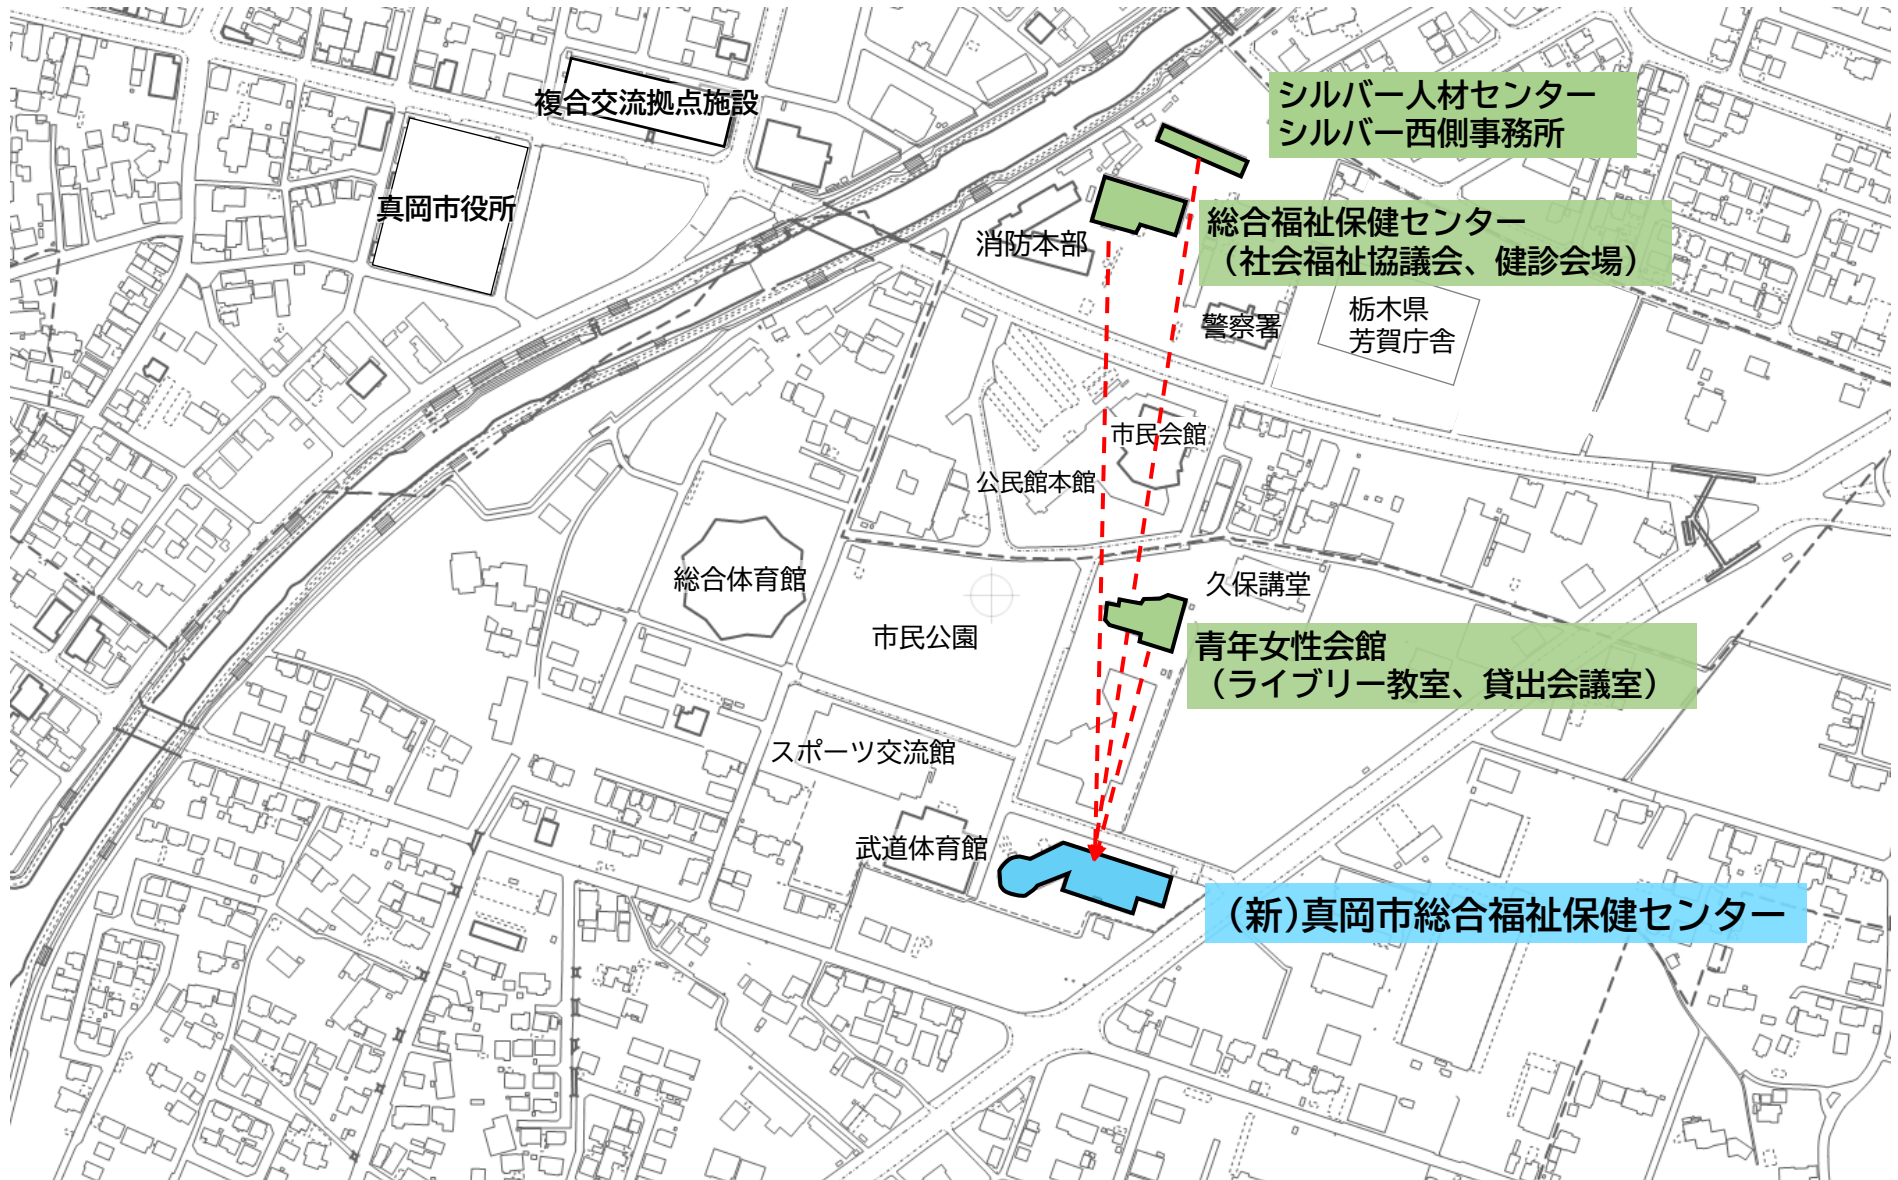 シルバー人材センター
シルバー西側事務所
複合交流拠点施設
真岡市役所
総合福祉保健センター
（社会福祉協議会、健診会場）
消防本部
栃木県
芳賀庁舎
警察署
市民会館
公民館本館
総合体育館
久保講堂
市民公園
青年女性会館
（ライブリー教室、貸出会議室）
スポーツ交流館
武道体育館
(新)真岡市総合福祉保健センター